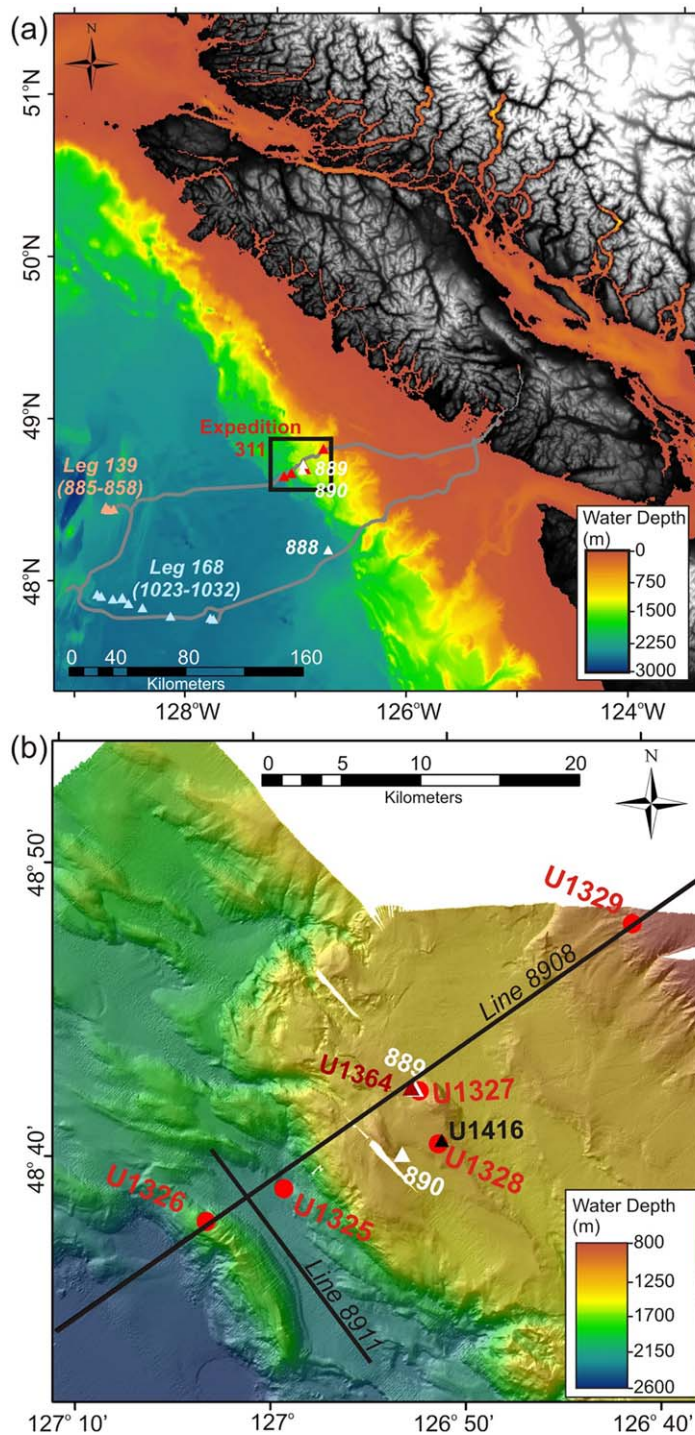 (a)
N
51°N
50°N
49°N
48°N
Expedition
311
889
890
Leg 139
(885-858)
888
Leg 168
(1023-1032)
0 40 80 160
Kilometers
Water Depth
(m)
0
750
1500
2250
3000
128°W 126°W 124°W
(b)
0 5 10 20
Kilometers
N
48° 50'
48° 40'
U1329
Line 8908
889
U1364
U1327
U1416
U1328
890
U1326
U1325
Line 8911
Water Depth
(m)
800
1250
1700
2150
2600
127° 10' 127° 126° 50' 126° 40'